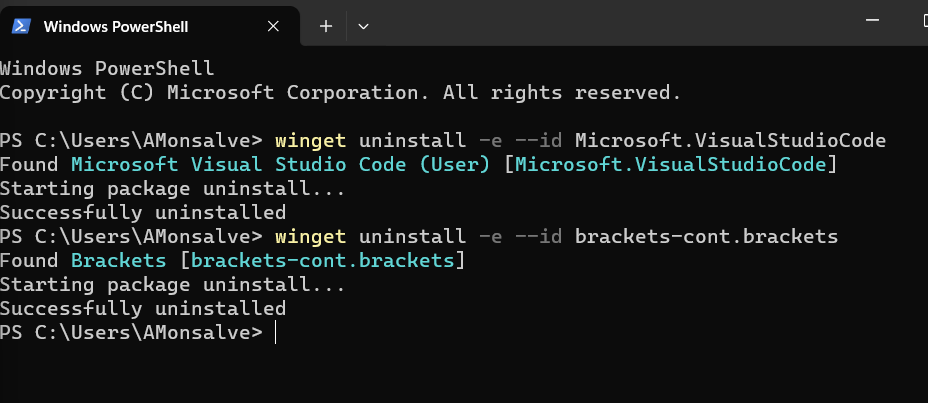 Windows PowerShell
Windows PowerShell
Copyright (C) Microsoft Corporation. All rights reserved.
PS C:\Users\AMonsalve> winget uninstall -e --id Microsoft.VisualStudioCode
Found Microsoft Visual Studio Code (User) [Microsoft.VisualStudioCode]
Starting package uninstall...
Successfully uninstalled
PS C:\Users\AMonsalve> winget uninstall -e --id brackets-cont.brackets
Found Brackets [brackets-cont.brackets]
Starting package uninstall...
Successfully uninstalled
PS C:\Users\AMonsalve>